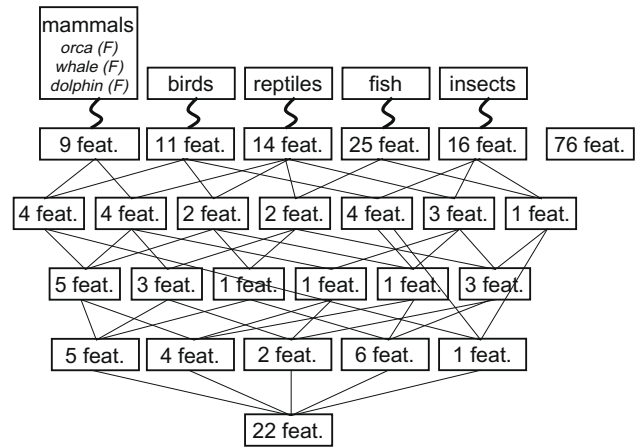 mammals
orca (F)
whale (F)
dolphin (F)
birds
reptiles
fish
insects
9 feat.
11 feat.
14 feat.
25 feat.
16 feat.
76 feat.
4 feat.
4 feat.
2 feat.
2 feat.
4 feat.
3 feat.
1 feat.
5 feat.
3 feat.
1 feat.
1 feat.
1 feat.
3 feat.
5 feat.
4 feat.
2 feat.
6 feat.
1 feat.
22 feat.